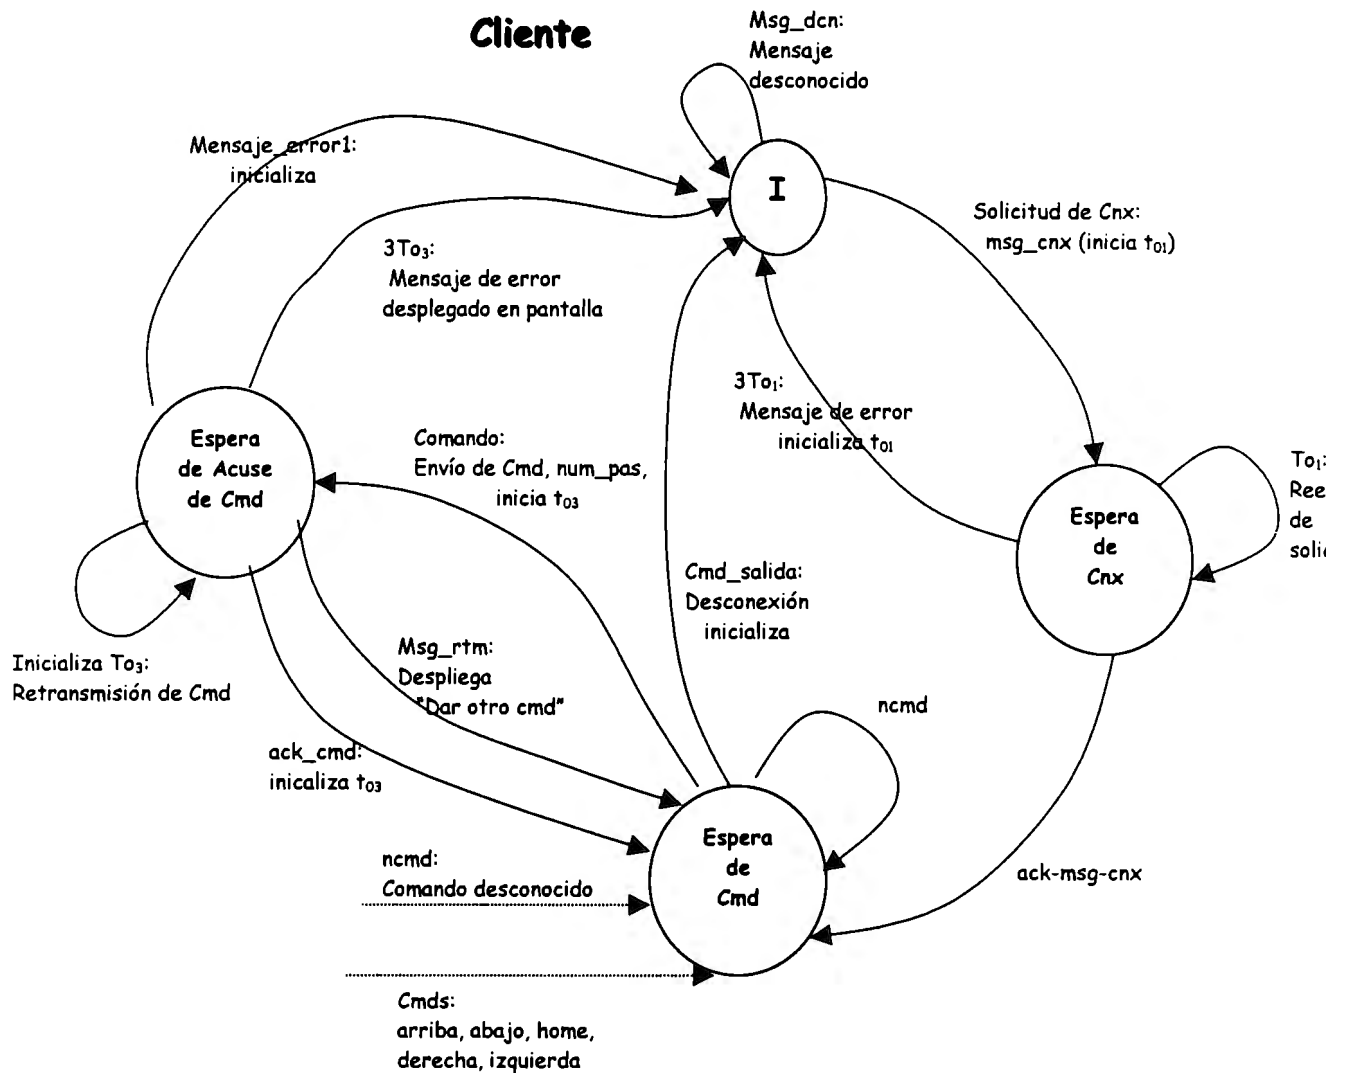 Cliente
Msg_dcn:
Mensaje
desconocido
Mensaje_error1:
inicializa
I
Solicitud de Cnx:
msg_cnx (inicia t01)
3To3:
Mensaje de error
desplegado en pantalla
3To1:
Mensaje de error
inicializa t01
Espera
de Acuse
de Cmd
Comando:
Envío de Cmd, num_pas,
inicia t03
Espera
de
Cnx
To1:
Ree
de
soli
Cmd_salida:
Desconexión
inicializa
Inicializa To3:
Retransmisión de Cmd
Msg_rtm:
Despliega
"Dar otro cmd"
ncmd
ack_cmd:
inicaliza t03
Espera
de
Cmd
ncmd:
Comando desconocido
ack-msg-cnx
Cmds:
arriba, abajo, home,
derecha, izquierda